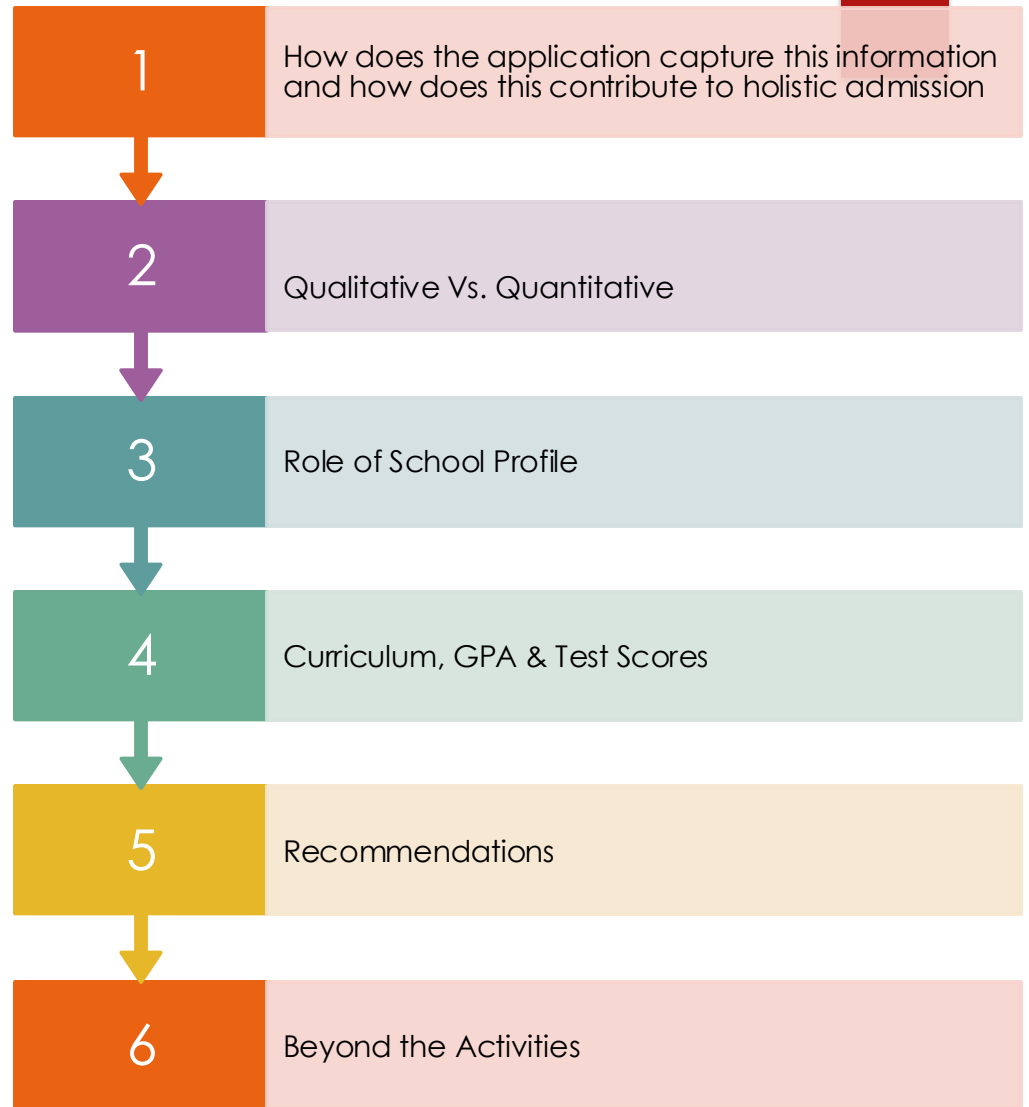 1
How does the application capture this information
and how does this contribute to holistic admission
2
Qualitative Vs. Quantitative
3
Role of School Profile
4
Curriculum, GPA & Test Scores
5
Recommendations
6
Beyond the Activities